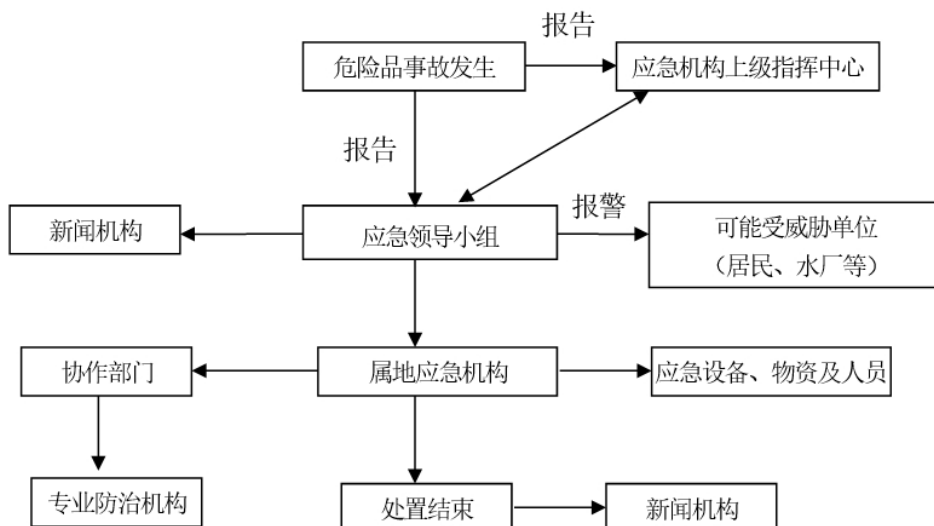 报告
危险品事故发生
应急机构上级指挥中心
报告
报警
新闻机构
应急领导小组
可能受威胁单位
（居民、水厂等）
协作部门
属地应急机构
应急设备、物资及人员
专业防治机构
处置结束
新闻机构